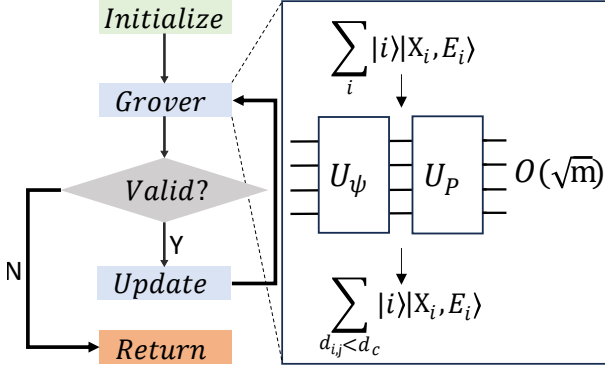 Initialize
Grover
Valid?
Y
N
Update
Return
∑_i |i⟩|X_i, E_i⟩
U_ψ U_P O(√m)
∑_{d_{i,j}<d_c} |i⟩|X_i, E_i⟩